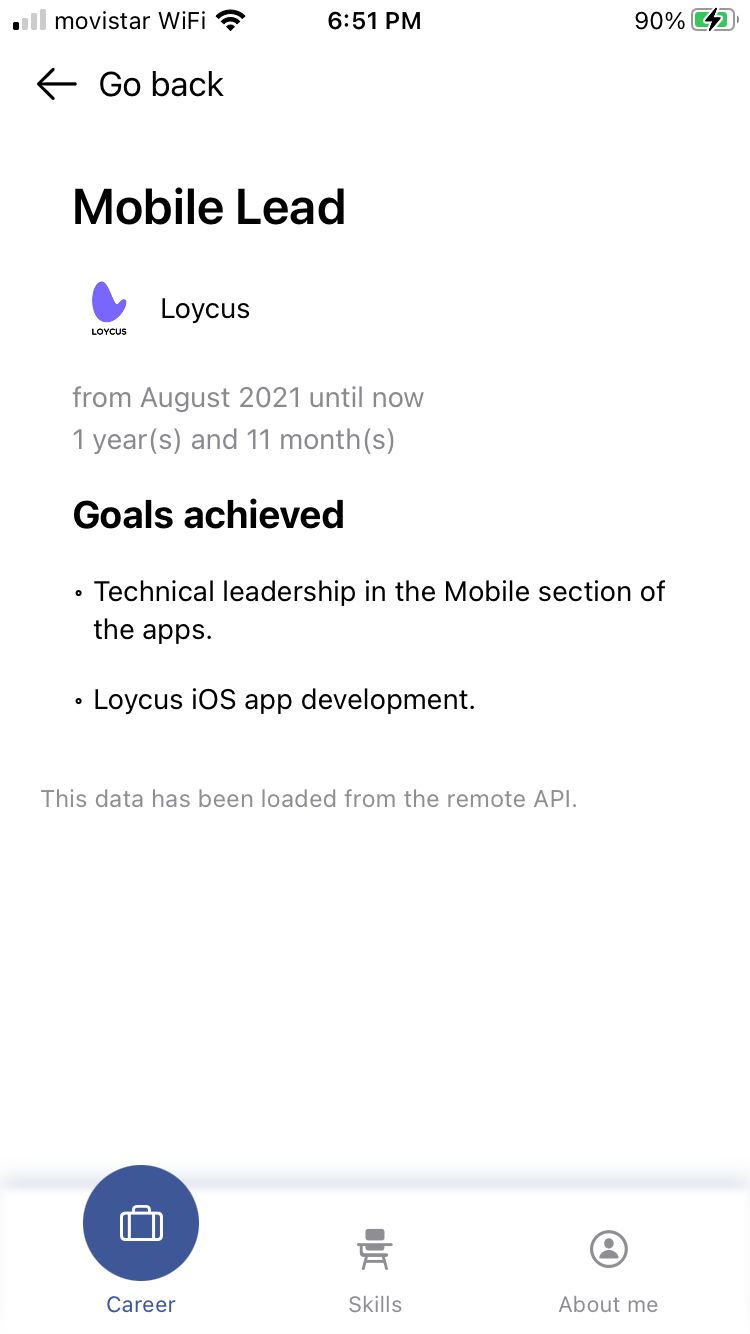 movistar WiFi 6:51 PM 90%
Go back
Mobile Lead
LOYCUS
Loycus
from August 2021 until now
1 year(s) and 11 month(s)
Goals achieved
Technical leadership in the Mobile section of
the apps.
Loycus iOS app development.
This data has been loaded from the remote API.
Career Skills About me